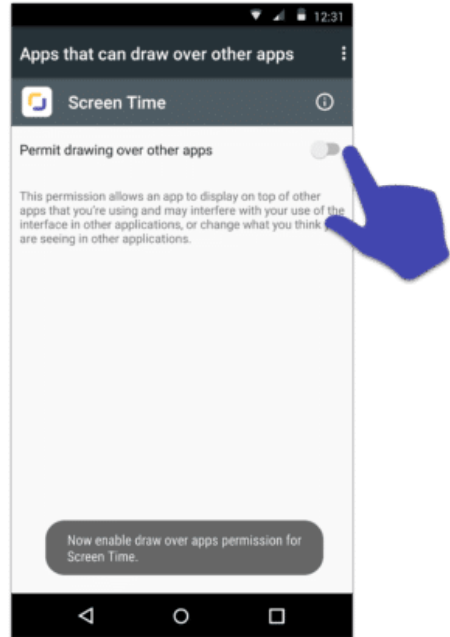 12:31
Apps that can draw over other apps
Screen Time
Permit drawing over other apps
This permission allows an app to display on top of other
apps that you're using and may interfere with your use of the
interface in other applications, or change what you think
are seeing in other applications.
Now enable draw over apps permission for
Screen Time.